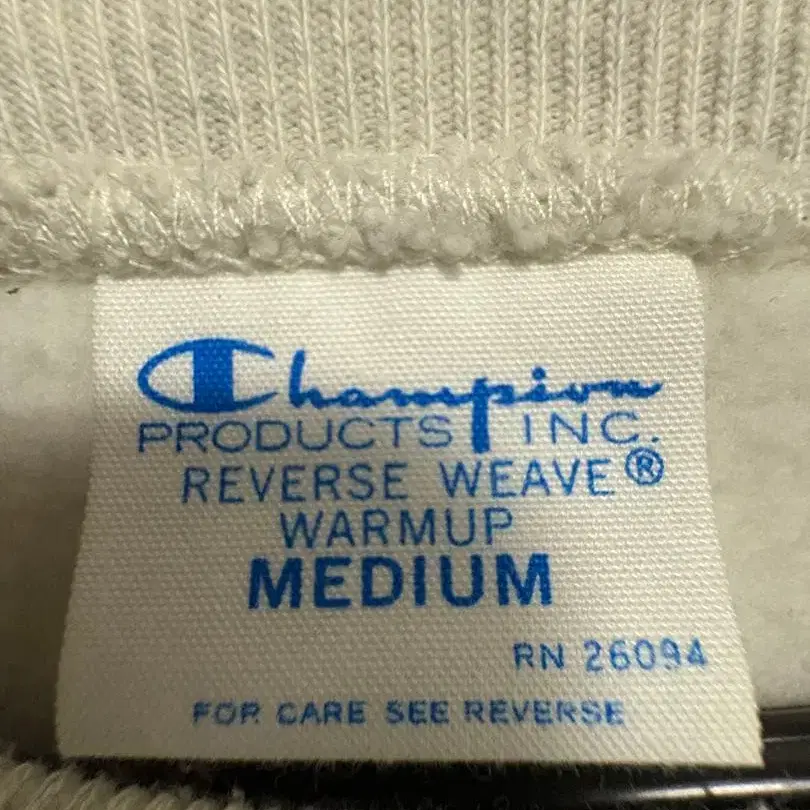 Champion
PRODUCTS INC.
REVERSE WEAVE®
WARMUP
MEDIUM
RN 26094
FOR CARE SEE REVERSE